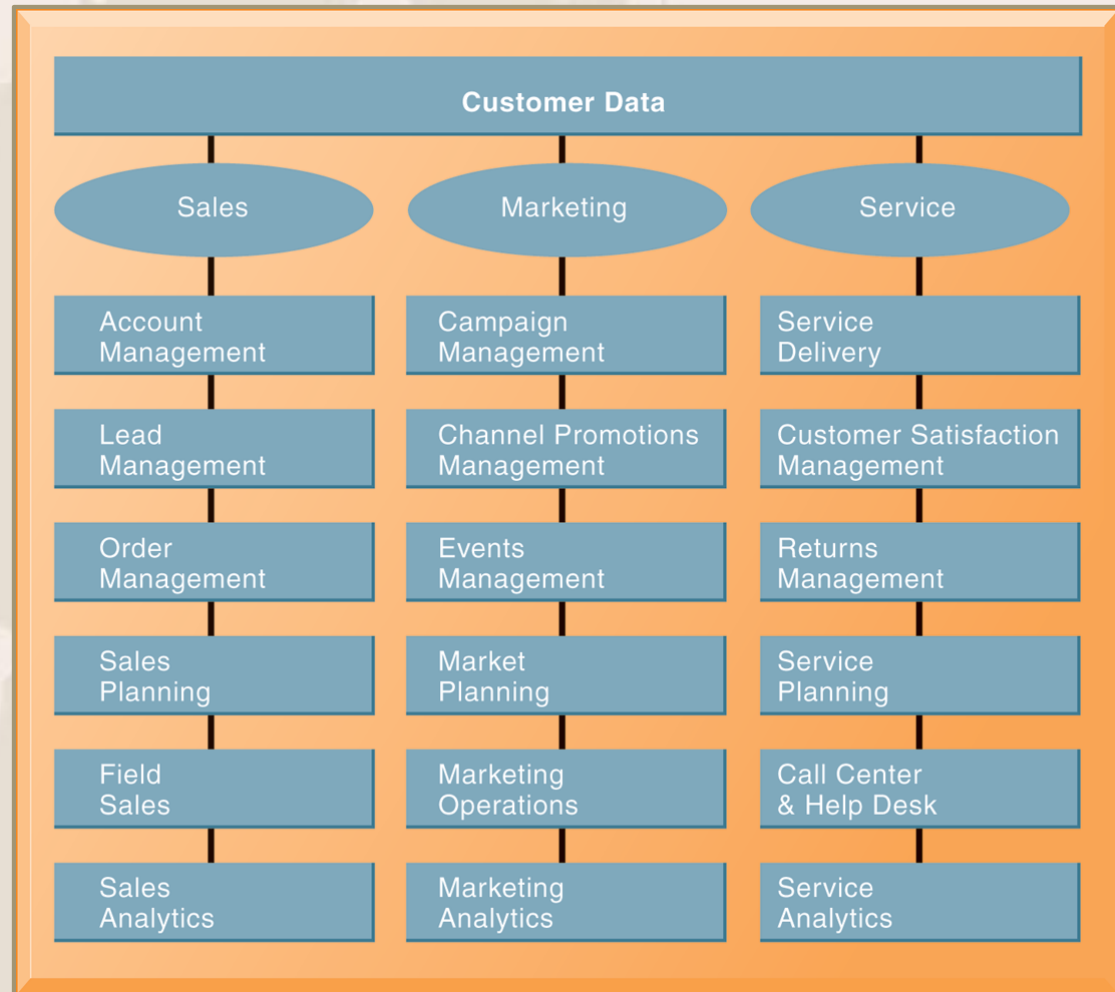 Customer Data
Sales
Marketing
Service
Account
Management
Campaign
Management
Service
Delivery
Lead
Management
Channel Promotions
Management
Customer Satisfaction
Management
Order
Management
Events
Management
Returns
Management
Sales
Planning
Market
Planning
Service
Planning
Field
Sales
Marketing
Operations
Call Center
& Help Desk
Sales
Analytics
Marketing
Analytics
Service
Analytics